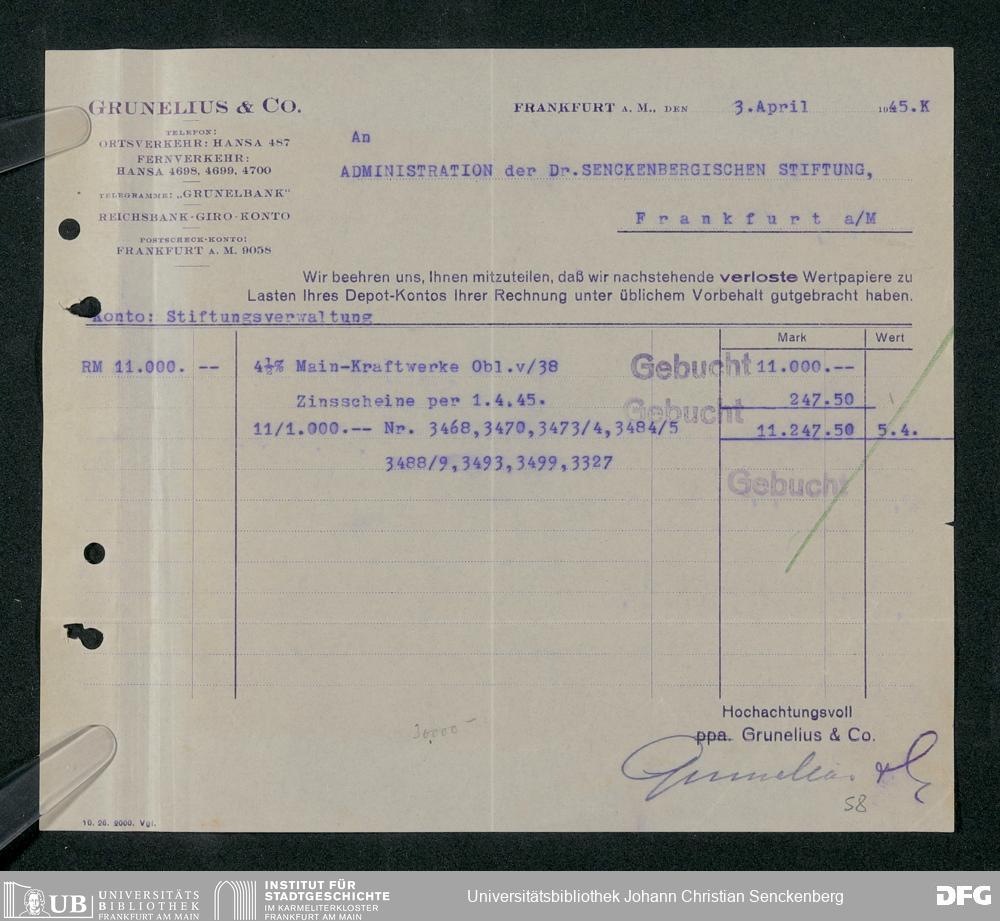 GRUNELIUS & CO.
TELEFON:
ORTSVERKEHR: HANSA 487
FERNVERKEHR:
HANSA 4698, 4699, 4700
TELEGRAMME: „GRUNELBANK"
REICHSBANK-GIRO-KONTO
POSTSCHECK-KONTO:
FRANKFURT A. M. 9058
FRANKFURT A. M., DEN 3.April 1945.K
An
ADMINISTRATION der Dr.SENCKENBERGISCHEN STIFTUNG,
Frankfurt a/M
Wir beehren uns, Ihnen mitzuteilen, daß wir nachstehende verloste Wertpapiere zu
Lasten Ihres Depot-Kontos Ihrer Rechnung unter üblichem Vorbehalt gutgebracht haben.
Konto: Stiftungsverwaltung
Mark Wert
RM 11.000. -- 4½% Main-Kraftwerke Obl.v/38 Gebucht 11.000.--
Zinsscheine per 1.4.45. 247.50
Gebucht
11/1.000.-- Nr. 3468,3470,3473/4,3484/5 11.247.50 5.4.
3488/9,3493,3499,3327
Gebucht
Hochachtungsvoll
ppa. Grunelius & Co.
Grunelius & Co
30000-
58
10. 26. 2000. Vgl.
UB UNIVERSITÄTS
BIBLIOTHEK
FRANKFURT AM MAIN
INSTITUT FÜR
STADTGESCHICHTE
IM KARMELITERKLOSTER
FRANKFURT AM MAIN
Universitätsbibliothek Johann Christian Senckenberg
DFG